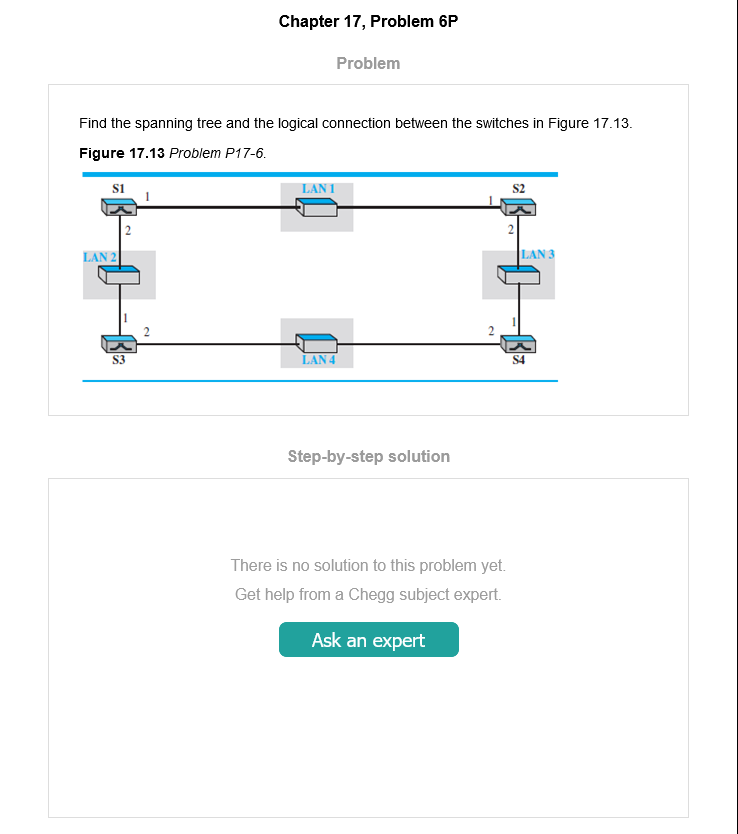 Chapter 17, Problem 6P
Problem
Find the spanning tree and the logical connection between the switches in Figure 17.13.
Figure 17.13 Problem P17-6.
S1 LAN 1 S2
1 1
2 2
LAN 2 LAN 3
1 1
2 2
S3 LAN 4 S4
Step-by-step solution
There is no solution to this problem yet.
Get help from a Chegg subject expert.
Ask an expert